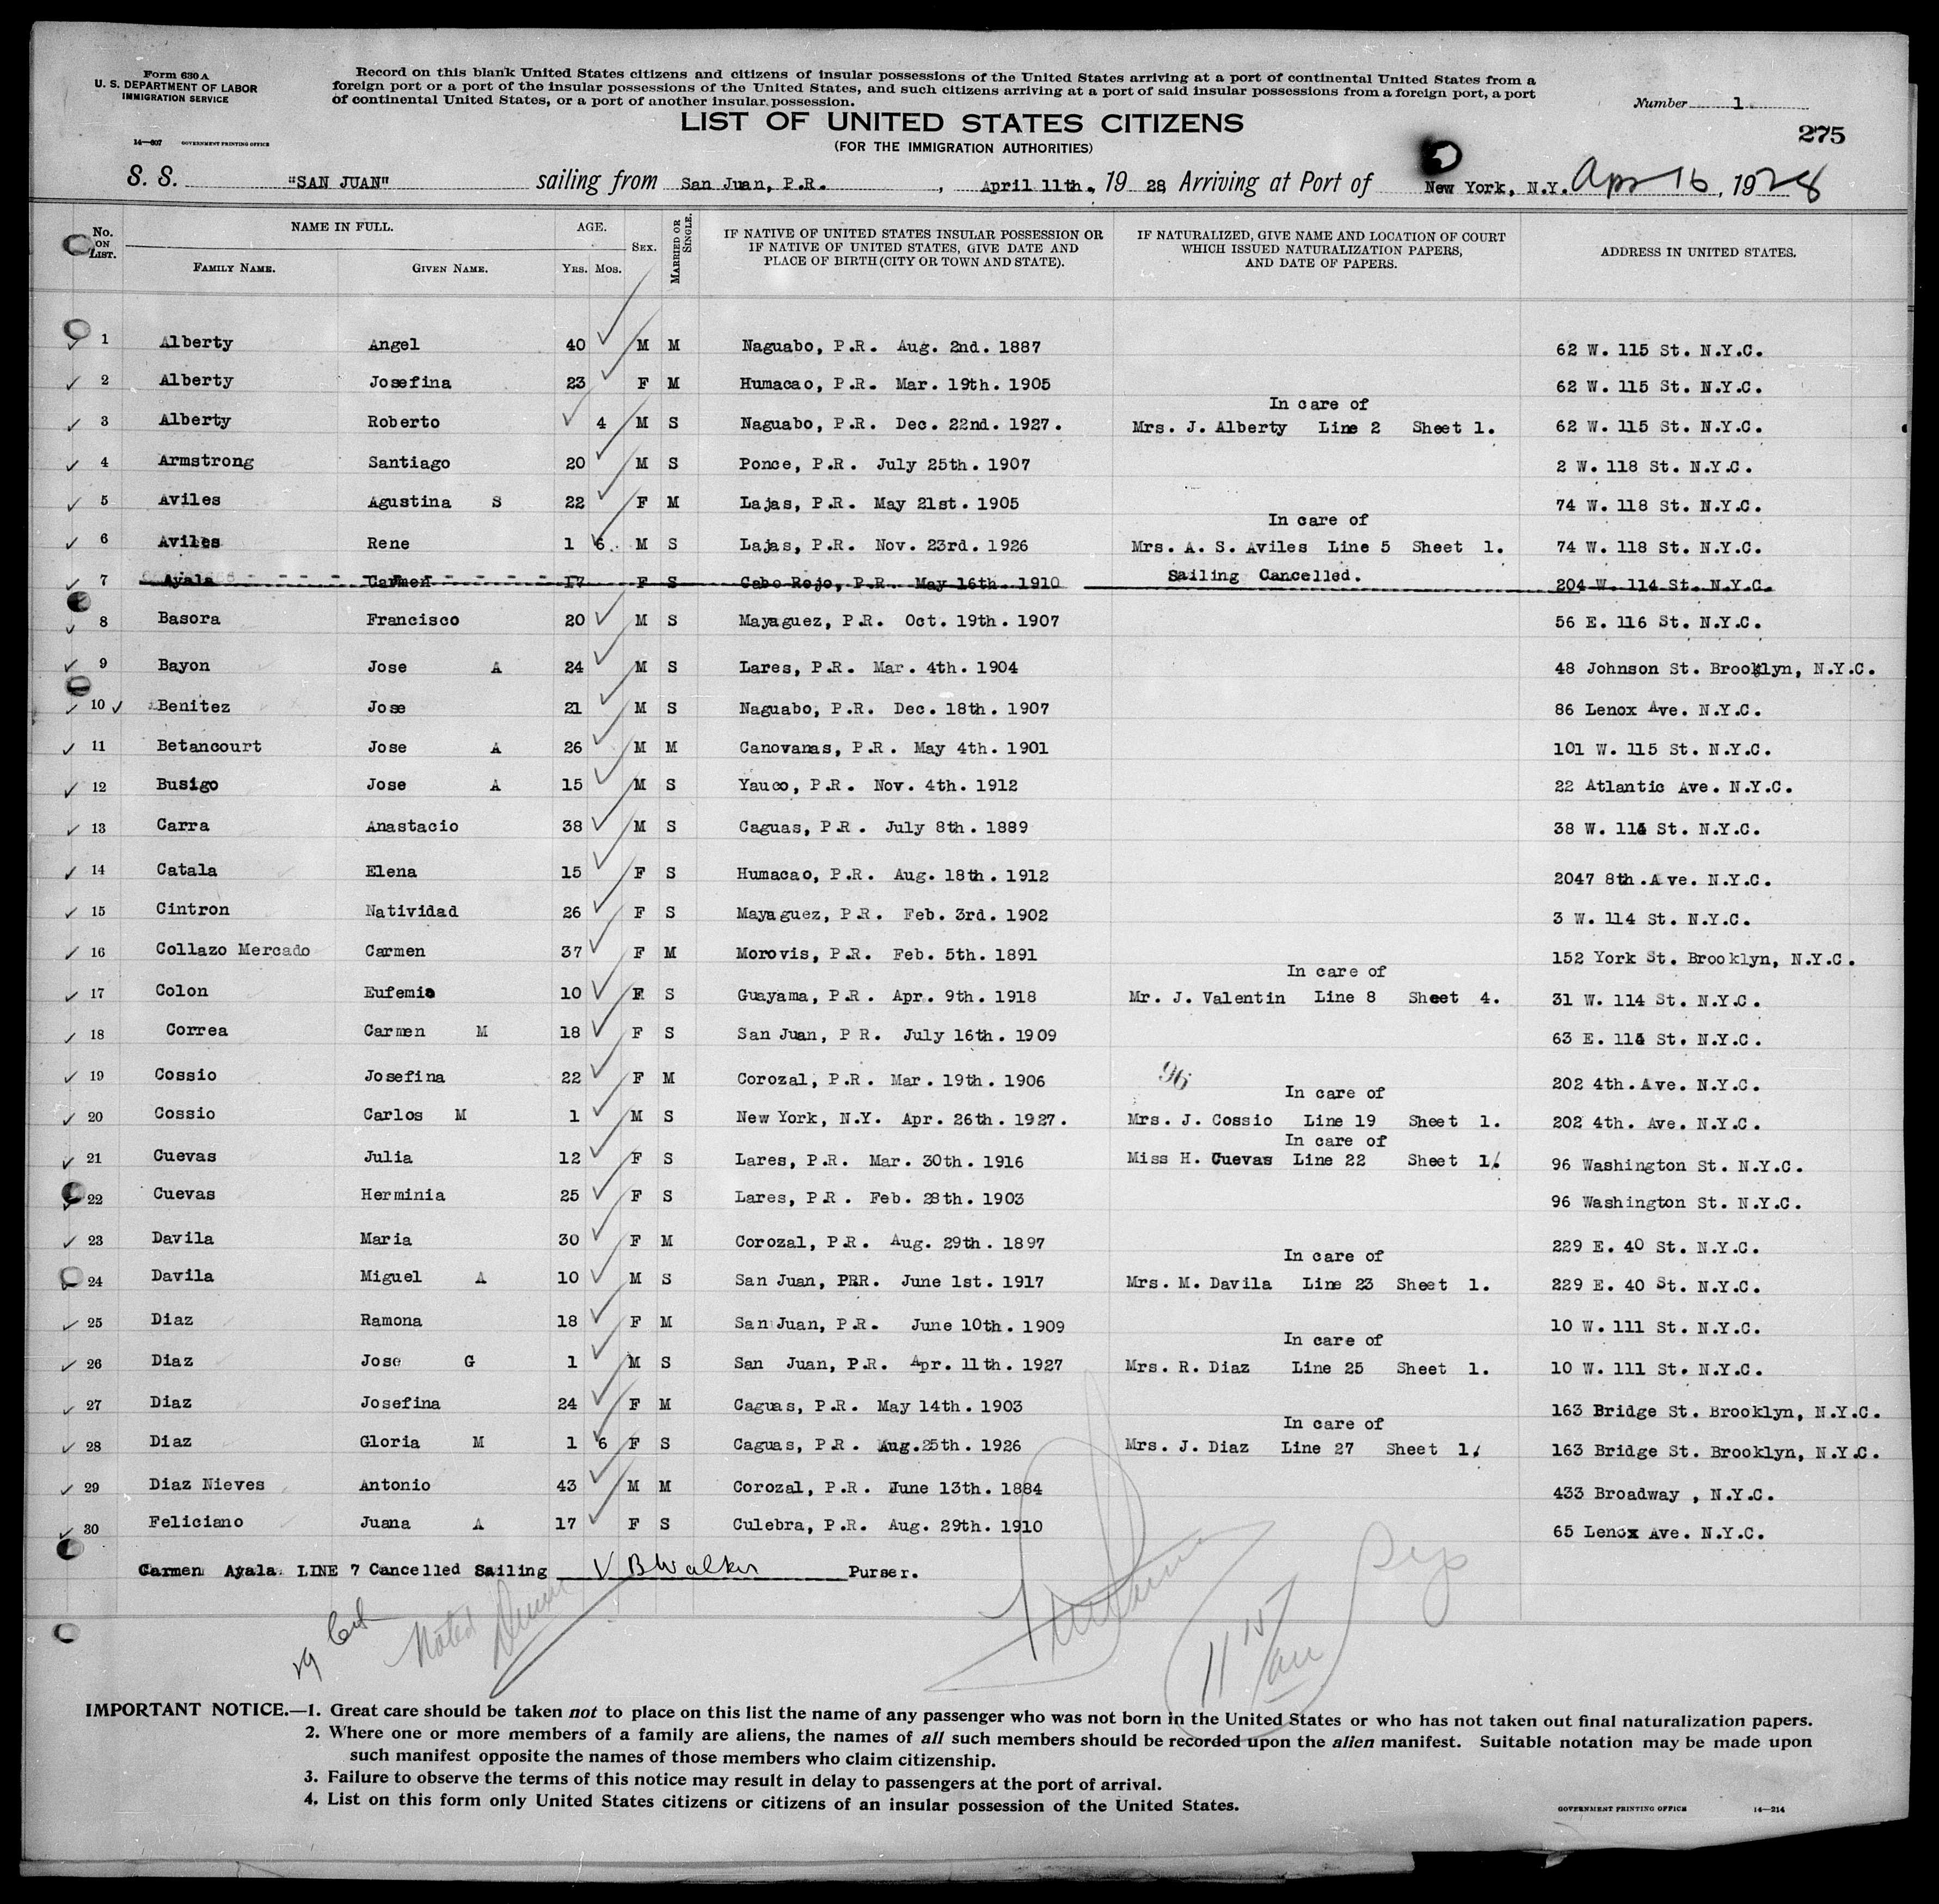 Form 630 A
U. S. DEPARTMENT OF LABOR
IMMIGRATION SERVICE
14—607 GOVERNMENT PRINTING OFFICE
Record on this blank United States citizens and citizens of insular possessions of the United States arriving at a port of continental United States from a
foreign port or a port of the insular possessions of the United States, and such citizens arriving at a port of said insular possessions from a foreign port, a port
of continental United States, or a port of another insular possession.
Number 1
LIST OF UNITED STATES CITIZENS
275
(FOR THE IMMIGRATION AUTHORITIES)
S. S. "SAN JUAN" sailing from San Juan, P.R. , April 11th., 19 28, Arriving at Port of New York, N.Y. Apr 16, 1928
No. ON LIST. NAME IN FULL. FAMILY NAME. GIVEN NAME. AGE. YRS. MOS. SEX. MARRIED OR SINGLE. IF NATIVE OF UNITED STATES INSULAR POSSESSION OR IF NATIVE OF UNITED STATES, GIVE DATE AND PLACE OF BIRTH (CITY OR TOWN AND STATE). IF NATURALIZED, GIVE NAME AND LOCATION OF COURT WHICH ISSUED NATURALIZATION PAPERS, AND DATE OF PAPERS. ADDRESS IN UNITED STATES.
1 Alberty Angel 40 M M Naguabo, P.R. Aug. 2nd. 1887 62 W. 115 St. N.Y.C.
2 Alberty Josefina 23 F M Humacao, P.R. Mar. 19th. 1905 62 W. 115 St. N.Y.C.
In care of
3 Alberty Roberto 4 M S Naguabo, P.R. Dec. 22nd. 1927. Mrs. J. Alberty Line 2 Sheet 1. 62 W. 115 St. N.Y.C.
4 Armstrong Santiago 20 M S Ponce, P.R. July 25th. 1907 2 W. 118 St. N.Y.C.
5 Aviles Agustina S 22 F M Lajas, P.R. May 21st. 1905 74 W. 118 St. N.Y.C.
In care of
6 Aviles Rene 1 6. M S Lajas, P.R. Nov. 23rd. 1926 Mrs. A. S. Aviles Line 5 Sheet 1. 74 W. 118 St. N.Y.C.
7 Ayala Carmen 17 F S Cabo Rojo, P.R. May 16th 1910 Sailing Cancelled. 204 W. 114 St. N.Y.C.
8 Basora Francisco 20 M S Mayaguez, P.R. Oct. 19th. 1907 56 E. 116 St. N.Y.C.
9 Bayon Jose A 24 M S Lares, P.R. Mar. 4th. 1904 48 Johnson St. Brooklyn, N.Y.C.
10 Benitez Jose 21 M S Naguabo, P.R. Dec. 18th. 1907 86 Lenox Ave. N.Y.C.
11 Betancourt Jose A 26 M M Canovanas, P.R. May 4th. 1901 101 W. 115 St. N.Y.C.
12 Busigo Jose A 15 M S Yauco, P.R. Nov. 4th. 1912 22 Atlantic Ave. N.Y.C.
13 Carra Anastacio 38 M S Caguas, P.R. July 8th. 1889 38 W. St. N.Y.C.
14 Catala Elena 15 F S Humacao, P.R. Aug. 18th. 1912 2047 8th. Ave. N.Y.C.
15 Cintron Natividad 26 F S Mayaguez, P.R. Feb. 3rd. 1902 3 W. 114 St. N.Y.C.
16 Collazo Mercado Carmen 37 F M Morovis, P.R. Feb. 5th. 1891 152 York St. Brooklyn, N.Y.C.
In care of
17 Colon Eufemia 10 F S Guayama, P.R. Apr. 9th. 1918 Mr. J. Valentin Line 8 Sheet 4. 31 W. 114 St. N.Y.C.
18 Correa Carmen M 18 F S San Juan, P R. July 16th. 1909 63 E. St. N.Y.C.
19 Cossio Josefina 22 F M Corozal, P.R. Mar. 19th. 1906 96 202 4th. Ave. N.Y.C.
In care of
20 Cossio Carlos M 1 M S New York, N.Y. Apr. 26th. 1927. Mrs. J. Cossio Line 19 Sheet 1. 202 4th. Ave. N.Y.C.
In care of
21 Cuevas Julia 12 F S Lares, P.R. Mar. 30th. 1916 Miss H. Cuevas Line 22 Sheet 1. 96 Washington St. N.Y.C.
22 Cuevas Herminia 25 F S Lares, P.R. Feb. 28th. 1903 96 Washington St. N.Y.C.
23 Davila Maria 30 F M Corozal, P.R. Aug. 29th. 1897 229 E. 40 St. N.Y.C.
In care of
24 Davila Miguel A 10 M S San Juan, PRR. June 1st. 1917 Mrs. M. Davila Line 23 Sheet 1. 229 E. 40 St. N.Y.C.
25 Diaz Ramona 18 F M San Juan, P.R. June 10th. 1909 10 W. 111 St. N.Y.C.
In care of
26 Diaz Jose G 1 M S San Juan, P.R. Apr. 11th. 1927 Mrs. R. Diaz Line 25 Sheet 1. 10 W. 111 St. N.Y.C.
27 Diaz Josefina 24 F M Caguas, P.R. May 14th. 1903 163 Bridge St. Brooklyn, N.Y.C.
In care of
28 Diaz Gloria M 1 6 F S Caguas, P.R. Aug.25th. 1926 Mrs. J. Diaz Line 27 Sheet 1. 163 Bridge St. Brooklyn, N.Y.C.
29 Diaz Nieves Antonio 43 M M Corozal, P.R. June 13th. 1884 433 Broadway , N.Y.C.
30 Feliciano Juana A 17 F S Culebra, P.R. Aug. 29th. 1910 65 Lenox Ave. N.Y.C.
Carmen Ayala LINE 7 Cancelled Sailing V B Walker Purser.
Noted
11 15 am
IMPORTANT NOTICE.—1. Great care should be taken not to place on this list the name of any passenger who was not born in the United States or who has not taken out final naturalization papers.
2. Where one or more members of a family are aliens, the names of all such members should be recorded upon the alien manifest. Suitable notation may be made upon
such manifest opposite the names of those members who claim citizenship.
3. Failure to observe the terms of this notice may result in delay to passengers at the port of arrival.
4. List on this form only United States citizens or citizens of an insular possession of the United States.
GOVERNMENT PRINTING OFFICE 14—214